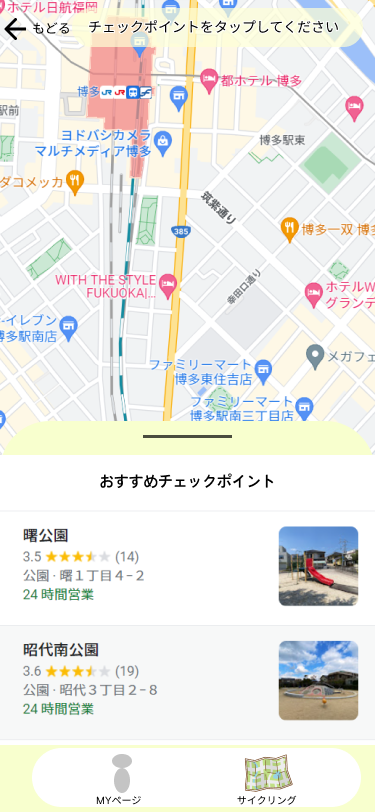 ホテル日航福岡
もどる
チェックポイントをタップしてください
都ホテル 博多
博多
JR JR
駅前
ヨドバシカメラ
マルチメディア博多
博多駅東
ダコメッカ
筑紫通り
385
博多一双 博多
WITH THE STYLE
FUKUOKA|...
幸田口通り
ホテルW
グランテ
-イレブン
博多駅南店
メガフェ
ファミリーマート
博多東住吉店
ファミリーマート
博多駅南三丁目店
おすすめチェックポイント
曙公園
3.5 ★★★★★ (14)
公園 · 曙１丁目４−２
24 時間営業
昭代南公園
3.6 ★★★★★ (19)
公園 · 昭代３丁目２−８
24 時間営業
MYページ
サイクリング